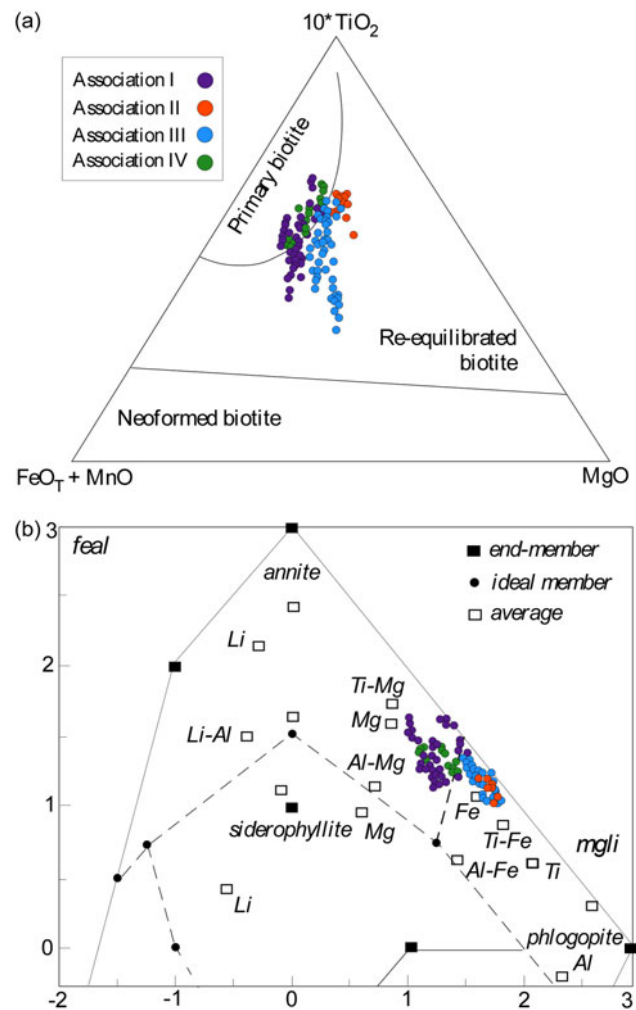 (a)
10* TiO2
Association I
Association II
Association III
Association IV
Primary biotite
Re-equilibrated
biotite
Neoformed biotite
FeOT + MnO
MgO
(b)
3
feal
end-member
annite
ideal member
average
Li
2
Ti-Mg
Li-Al
Mg
Al-Mg
1
Fe
siderophyllite
Mg
Ti-Fe
mgli
Al-Fe
Ti
Li
phlogopite
0
Al
-2
-1
0
1
2
3